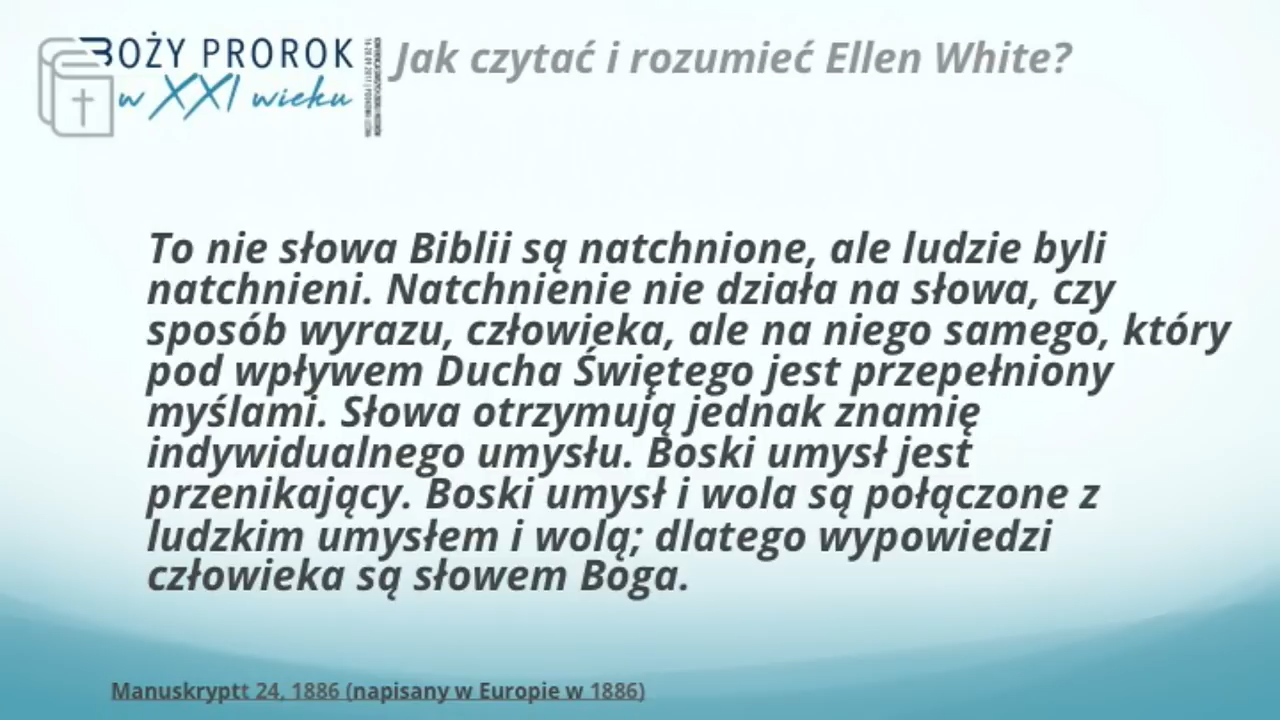 BOŻY PROROK
w XXI wieku
Jak czytać i rozumieć Ellen White?
To nie słowa Biblii są natchnione, ale ludzie byli
natchnieni. Natchnienie nie działa na słowa, czy
sposób wyrazu, człowieka, ale na niego samego, który
pod wpływem Ducha Świętego jest przepełniony
myślami. Słowa otrzymują jednak znamię
indywidualnego umysłu. Boski umysł jest
przenikający. Boski umysł i wola są połączone z
ludzkim umysłem i wolą; dlatego wypowiedzi
człowieka są słowem Boga.
Manuskryptt 24, 1886 (napisany w Europie w 1886)